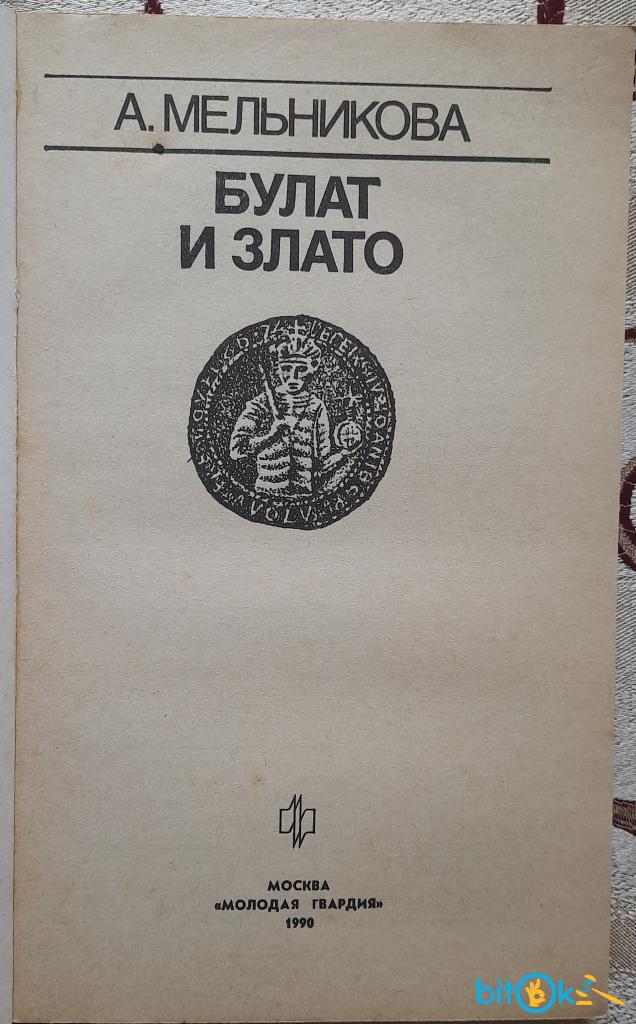 А. МЕЛЬНИКОВА
БУЛАТ
И ЗЛАТО
МОСКВА
«МОЛОДАЯ ГВАРДИЯ»
1990
bitOk